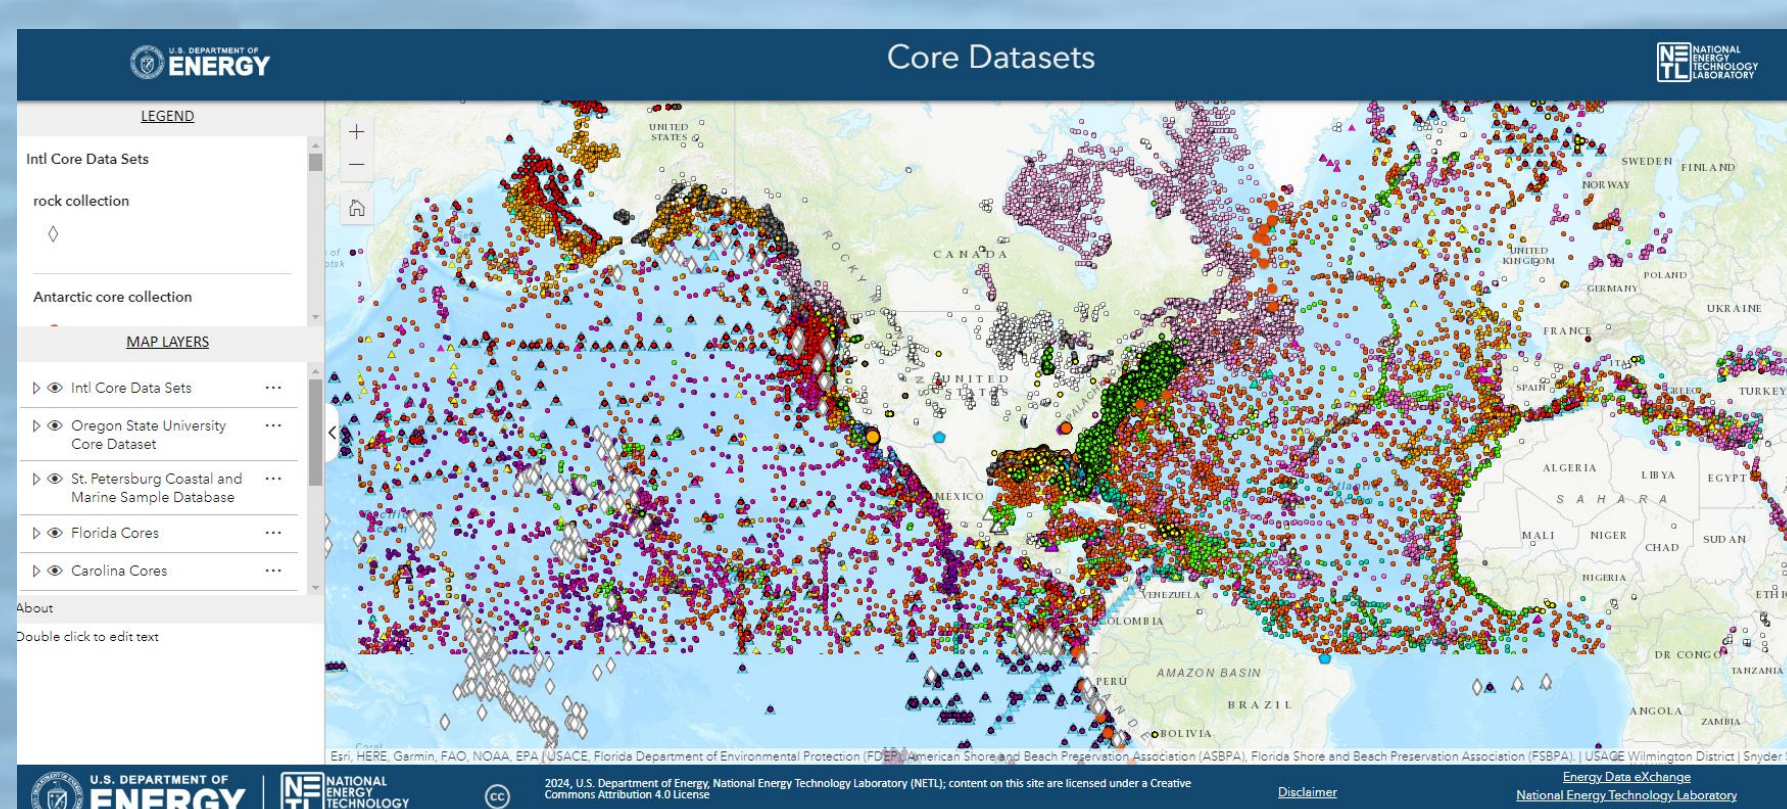 U.S. DEPARTMENT OF
ENERGY
Core Datasets
NETL
NATIONAL
ENERGY
TECHNOLOGY
LABORATORY
LEGEND
Intl Core Data Sets
rock collection
Antarctic core collection
MAP LAYERS
Intl Core Data Sets
Oregon State University
Core Dataset
St. Petersburg Coastal and
Marine Sample Database
Florida Cores
Carolina Cores
About
Double click to edit text
UNITED
STATES
CANADA
ROCKY
UNITED
STATES
MEXICO
VENEZUELA
COLOMBIA
AMAZON BASIN
PERU
BRAZIL
BOLIVIA
SWEDEN
FINLAND
NORWAY
UNITED
KINGDOM
POLAND
GERMANY
UKRAINE
FRANCE
SPAIN
TURKEY
ALGERIA
LIBYA
EGYPT
SAHARA
MALI
NIGER
CHAD
SUDAN
NIGERIA
DR CONGO
TANZANIA
ANGOLA
ZAMBIA
Esri, HERE, Garmin, FAO, NOAA, EPA | USACE, Florida Department of Environmental Protection (FDEP), American Shore and Beach Preservation Association (ASBPA), Florida Shore and Beach Preservation Association (FSBPA). | USACE Wilmington District | Snyder
U.S. DEPARTMENT OF
ENERGY
NETL
NATIONAL
ENERGY
TECHNOLOGY
cc
2024, U.S. Department of Energy, National Energy Technology Laboratory (NETL); content on this site are licensed under a Creative
Commons Attribution 4.0 License
Disclaimer
Energy Data eXchange
National Energy Technology Laboratory